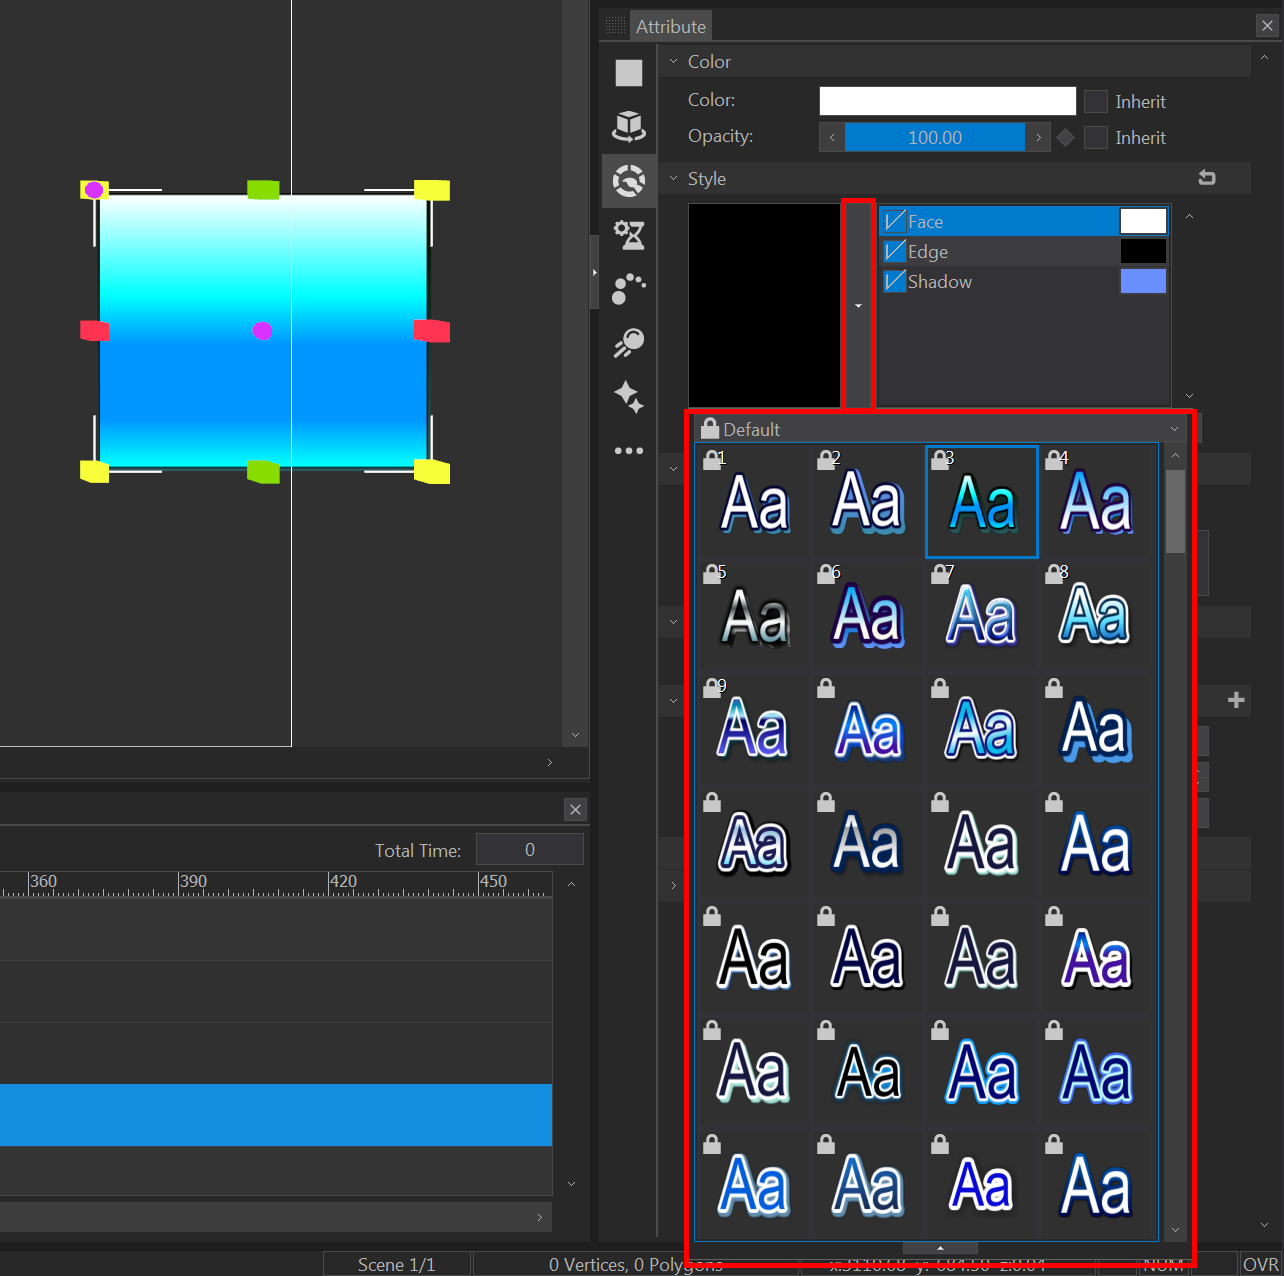 Attribute
Color
Color:
Inherit
Opacity:
100.00
Inherit
Style
Face
Edge
Shadow
Default
1
2
3
4
Aa Aa Aa Aa
5
6
7
8
Aa Aa Aa Aa
9
Aa Aa Aa Aa
Aa Aa Aa Aa
Aa Aa Aa Aa
Aa Aa Aa Aa
Aa Aa Aa Aa
Total Time:
0
360
390
420
450
Scene 1/1
0 Vertices, 0 Polygons
NUM
OVR